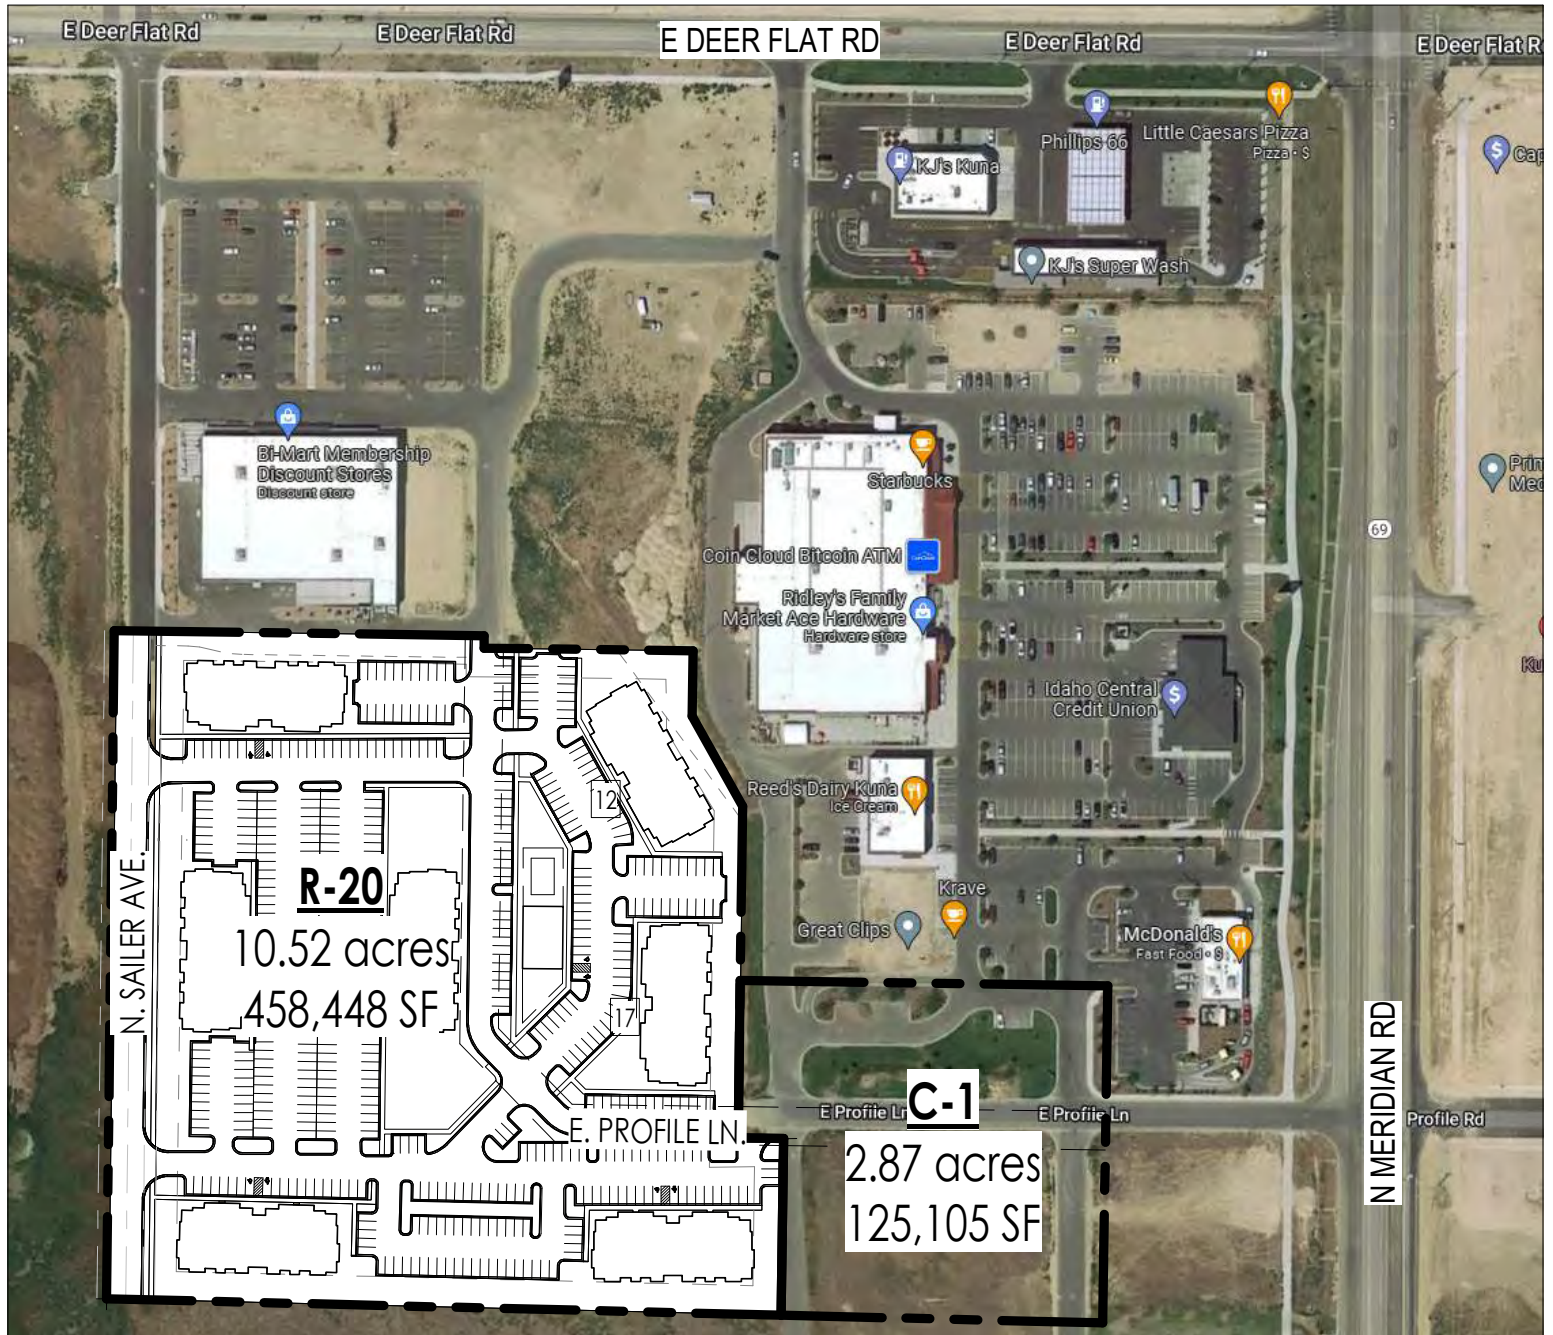 E Deer Flat Rd
E Deer Flat Rd
E DEER FLAT RD
E Deer Flat Rd
E Deer Flat R
Phillips 66
Little Caesars Pizza
Pizza • $
KJ's Kuna
$ Cap
KJ's Super Wash
Bi-Mart Membership
Discount Stores
Discount store
Starbucks
Prim
Med
69
Coin Cloud Bitcoin ATM
Ridley's Family
Market Ace Hardware
Hardware store
Ku
Idaho Central
Credit Union
$
Reed's Dairy Kuna
Ice Cream
12
R-20
10.52 acres
458,448 SF
N. SAILER AVE.
Krave
Great Clips
McDonald's
Fast Food • $
17
N MERIDIAN RD
E Profile Ln
C-1
E Profile Ln
Profile Rd
E. PROFILE LN.
2.87 acres
125,105 SF